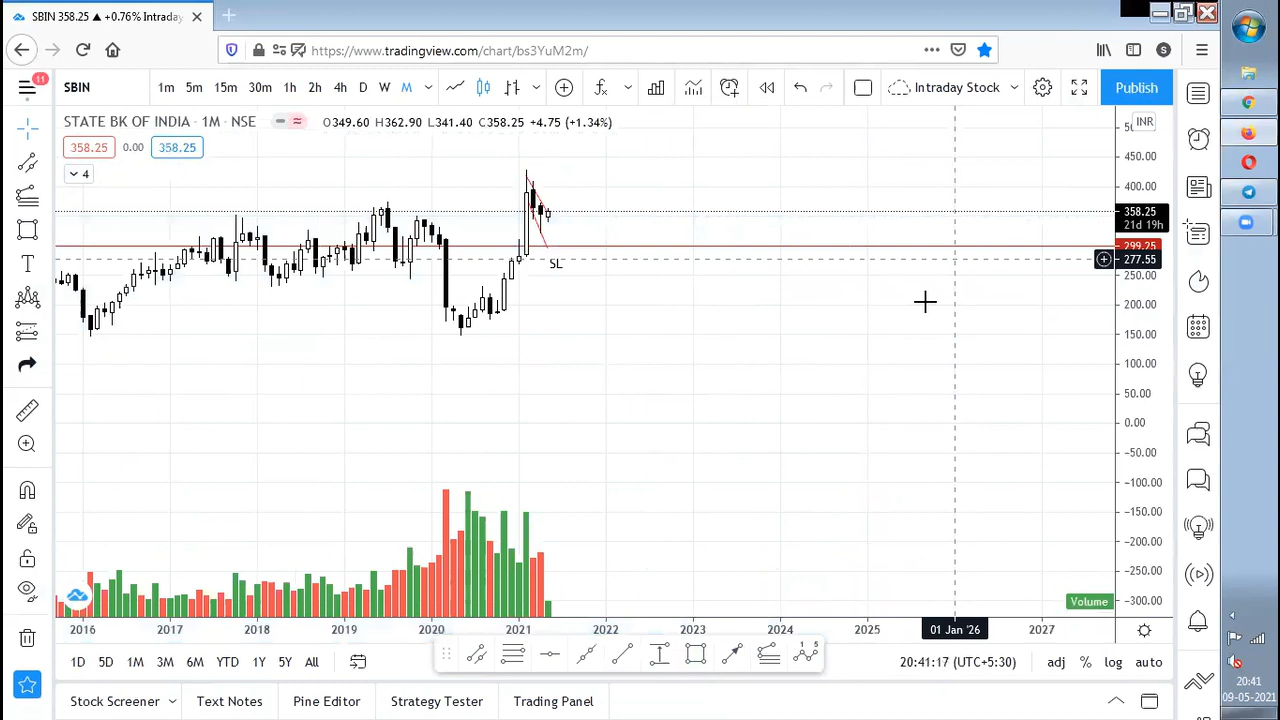 SBIN 358.25 ▲ +0.76% Intraday
https://www.tradingview.com/chart/bs3YuM2m/
S
11
SBIN
1m 5m 15m 30m 1h 2h 4h D W M
Intraday Stock
Publish
STATE BK OF INDIA · 1M · NSE
O349.60 H362.90 L341.40 C358.25 +4.75 (+1.34%)
INR
358.25 0.00 358.25
4
450.00
400.00
358.25
21d 19h
299.25
277.55
SL
250.00
200.00
150.00
100.00
50.00
0.00
−50.00
−100.00
−150.00
−200.00
−250.00
Volume
−300.00
2016 2017 2018 2019 2020 2021 2022 2023 2024 2025 01 Jan '26 2027
1D 5D 1M 3M 6M YTD 1Y 5Y All
20:41:17 (UTC+5:30) adj % log auto
Stock Screener Text Notes Pine Editor Strategy Tester Trading Panel
20:41
09-05-2021